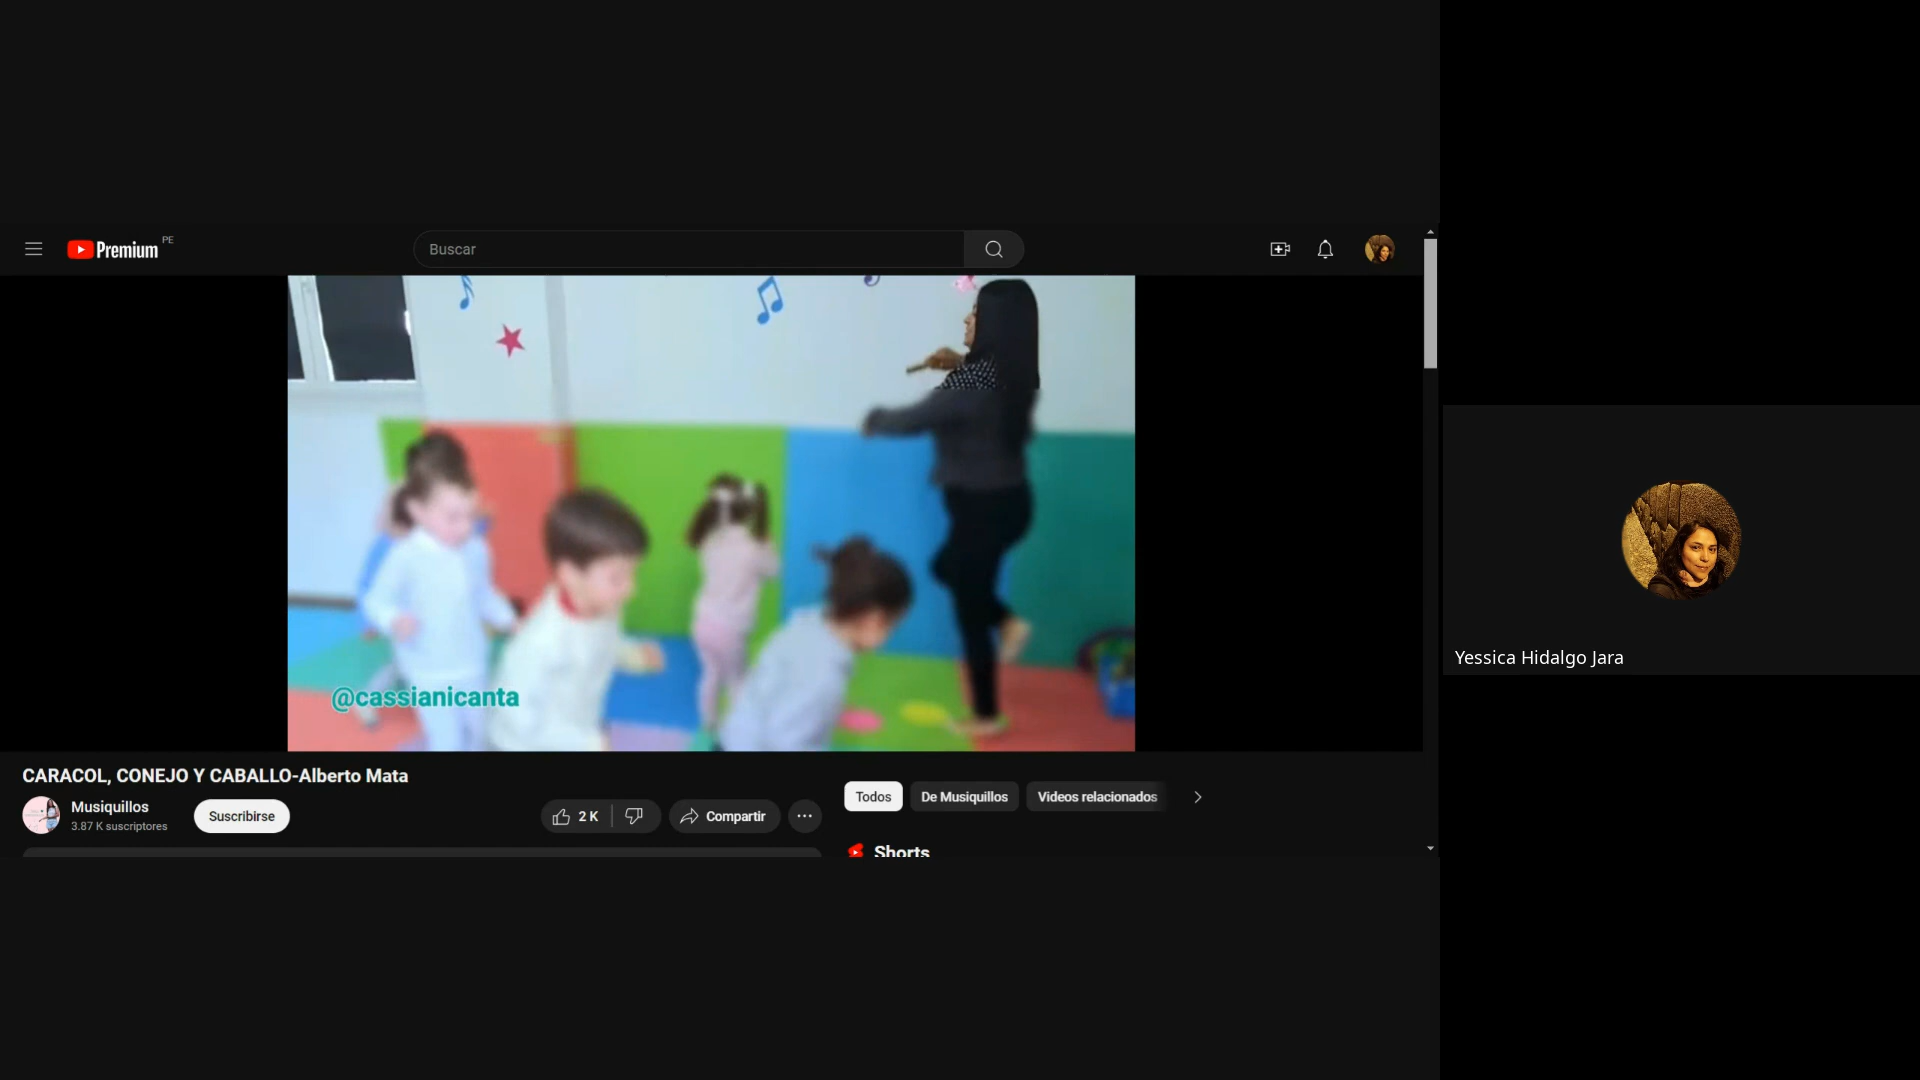 Premium PE
Buscar
@cassianicanta
CARACOL, CONEJO Y CABALLO-Alberto Mata
Musiquillos
3.87 K suscriptores
Suscribirse
2 K
Compartir
Todos
De Musiquillos
Videos relacionados
Shorts
Yessica Hidalgo Jara